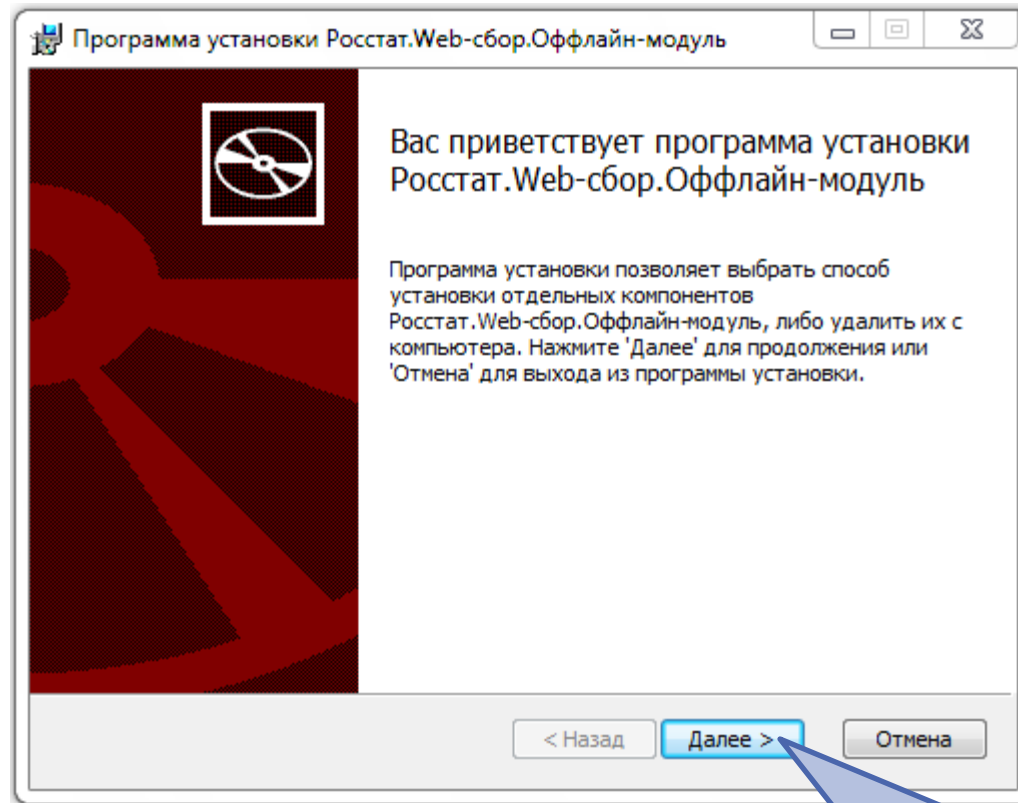 Программа установки Росстат.Web-сбор.Оффлайн-модуль
Вас приветствует программа установки
Росстат.Web-сбор.Оффлайн-модуль
Программа установки позволяет выбрать способ
установки отдельных компонентов
Росстат.Web-сбор.Оффлайн-модуль, либо удалить их с
компьютера. Нажмите 'Далее' для продолжения или
'Отмена' для выхода из программы установки.
< Назад
Далее >
Отмена